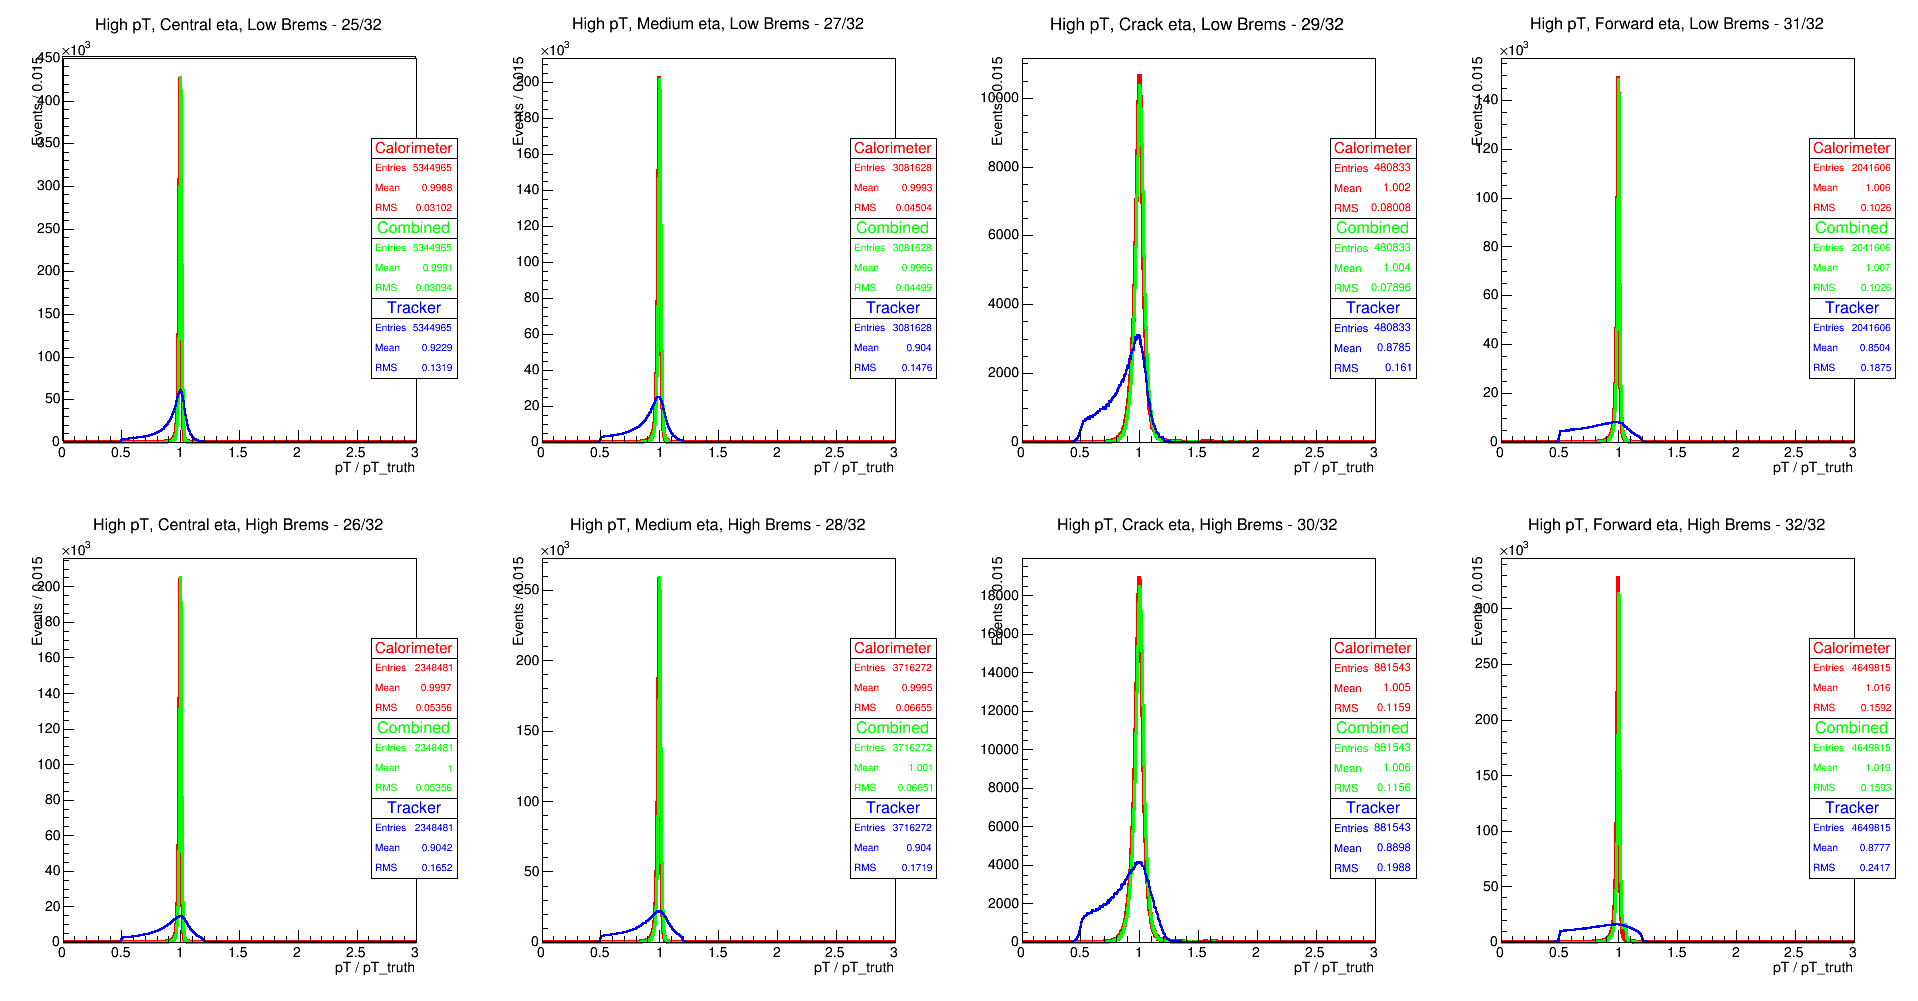 High pT, Central eta, Low Brems - 25/32
×10³
Events / 0.015
450
400
350
300
250
200
150
100
50
0
0 0.5 1 1.5 2 2.5 3
pT / pT_truth
Calorimeter
Entries 5344965
Mean 0.9988
RMS 0.03102
Combined
Entries 5344965
Mean 0.9991
RMS 0.03094
Tracker
Entries 5344965
Mean 0.9229
RMS 0.1319
High pT, Medium eta, Low Brems - 27/32
×10³
Events / 0.015
200
180
160
140
120
100
80
60
40
20
0
0 0.5 1 1.5 2 2.5 3
pT / pT_truth
Calorimeter
Entries 3081628
Mean 0.9993
RMS 0.04504
Combined
Entries 3081628
Mean 0.9996
RMS 0.04499
Tracker
Entries 3081628
Mean 0.904
RMS 0.1476
High pT, Crack eta, Low Brems - 29/32
Events / 0.015
10000
8000
6000
4000
2000
0
0 0.5 1 1.5 2 2.5 3
pT / pT_truth
Calorimeter
Entries 480833
Mean 1.002
RMS 0.08008
Combined
Entries 480833
Mean 1.004
RMS 0.07896
Tracker
Entries 480833
Mean 0.8785
RMS 0.161
High pT, Forward eta, Low Brems - 31/32
×10³
Events / 0.015
140
120
100
80
60
40
20
0
0 0.5 1 1.5 2 2.5 3
pT / pT_truth
Calorimeter
Entries 2041606
Mean 1.006
RMS 0.1026
Combined
Entries 2041606
Mean 1.007
RMS 0.1026
Tracker
Entries 2041606
Mean 0.8504
RMS 0.1875
High pT, Central eta, High Brems - 26/32
×10³
Events / 0.015
200
180
160
140
120
100
80
60
40
20
0
0 0.5 1 1.5 2 2.5 3
pT / pT_truth
Calorimeter
Entries 2348481
Mean 0.9997
RMS 0.05356
Combined
Entries 2348481
Mean 1
RMS 0.05356
Tracker
Entries 2348481
Mean 0.9042
RMS 0.1652
High pT, Medium eta, High Brems - 28/32
×10³
Events / 0.015
250
200
150
100
50
0
0 0.5 1 1.5 2 2.5 3
pT / pT_truth
Calorimeter
Entries 3716272
Mean 0.9995
RMS 0.06655
Combined
Entries 3716272
Mean 1.001
RMS 0.06651
Tracker
Entries 3716272
Mean 0.904
RMS 0.1719
High pT, Crack eta, High Brems - 30/32
Events / 0.015
18000
16000
14000
12000
10000
8000
6000
4000
2000
0
0 0.5 1 1.5 2 2.5 3
pT / pT_truth
Calorimeter
Entries 881543
Mean 1.005
RMS 0.1159
Combined
Entries 881543
Mean 1.006
RMS 0.1156
Tracker
Entries 881543
Mean 0.8898
RMS 0.1988
High pT, Forward eta, High Brems - 32/32
×10³
Events / 0.015
300
250
200
150
100
50
0
0 0.5 1 1.5 2 2.5 3
pT / pT_truth
Calorimeter
Entries 4649815
Mean 1.016
RMS 0.1592
Combined
Entries 4649815
Mean 1.019
RMS 0.1593
Tracker
Entries 4649815
Mean 0.8777
RMS 0.2417